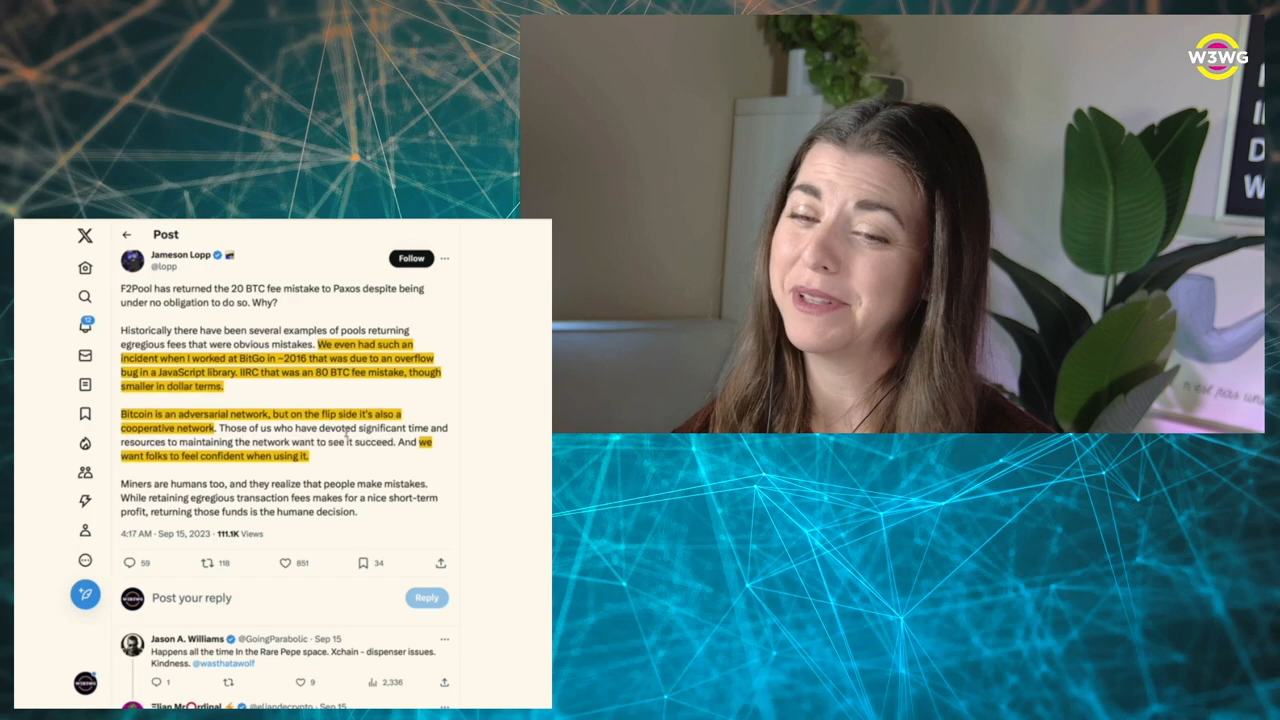 W3WG
Post
Jameson Lopp
@lopp
Follow
F2Pool has returned the 20 BTC fee mistake to Paxos despite being
under no obligation to do so. Why?
Historically there have been several examples of pools returning
egregious fees that were obvious mistakes. We even had such an
incident when I worked at BitGo in ~2016 that was due to an overflow
bug in a JavaScript library. IIRC that was an 80 BTC fee mistake, though
smaller in dollar terms.
Bitcoin is an adversarial network, but on the flip side it's also a
cooperative network. Those of us who have devoted significant time and
resources to maintaining the network want to see it succeed. And we
want folks to feel confident when using it.
Miners are humans too, and they realize that people make mistakes.
While retaining egregious transaction fees makes for a nice short-term
profit, returning those funds is the humane decision.
4:17 AM · Sep 15, 2023 · 111.1K Views
59 118 851 34
Post your reply
Reply
Jason A. Williams @GoingParabolic · Sep 15
Happens all the time In the Rare Pepe space. Xchain - dispenser issues.
Kindness. @wasthatawolf
1 9 2,336
@eliandecrypto · Sep 15
12
n'est pas